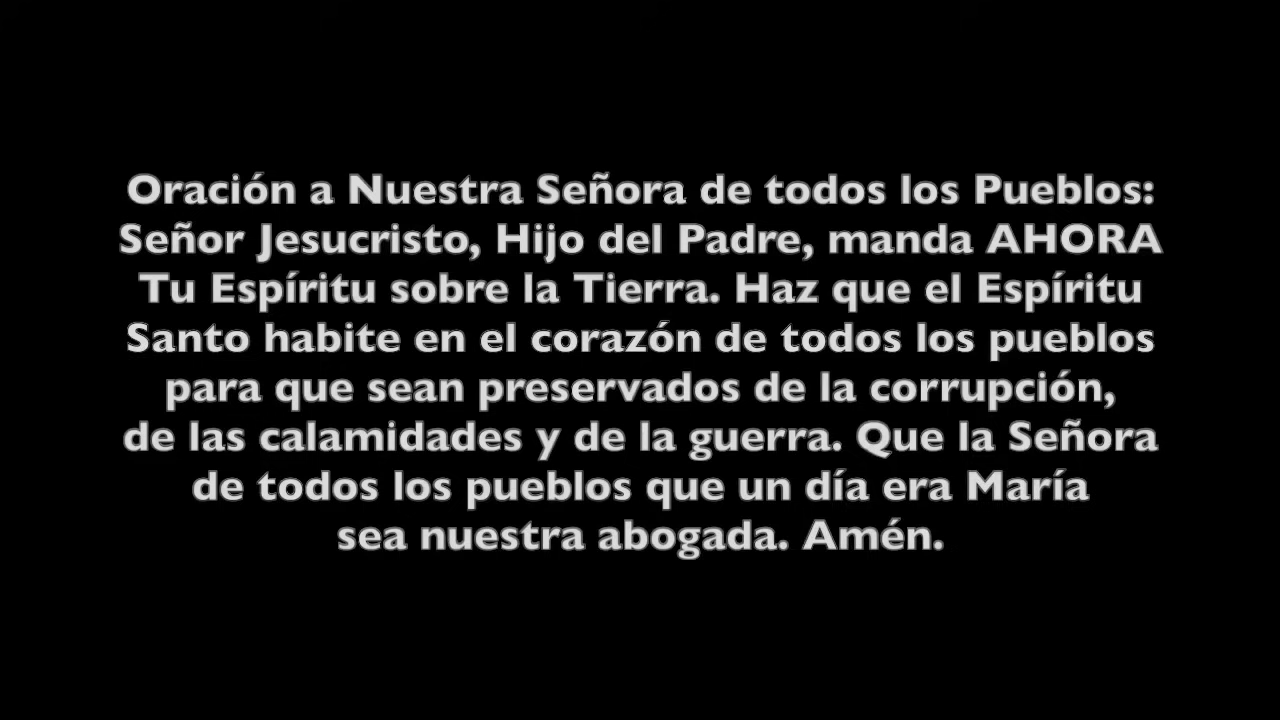 Oración a Nuestra Señora de todos los Pueblos:
Señor Jesucristo, Hijo del Padre, manda AHORA
Tu Espíritu sobre la Tierra. Haz que el Espíritu
Santo habite en el corazón de todos los pueblos
para que sean preservados de la corrupción,
de las calamidades y de la guerra. Que la Señora
de todos los pueblos que un día era María
sea nuestra abogada. Amén.